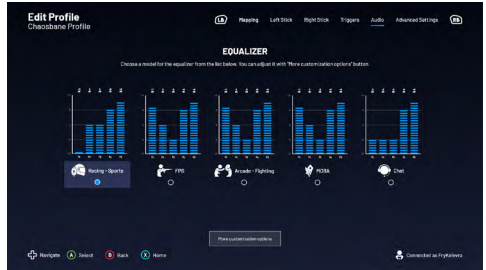 Edit Profile
Chaosbane Profile
LB Mapping Left Stick Right Stick Triggers Audio Advanced Settings RB
EQUALIZER
Choose a model for the equalizer from the list below. You can adjust it with "More customization options" button.
Racing - Sports FPS Arcade - Fighting MOBA Chat
More customization options
Navigate A Select B Back X Home Connected as FryKalevra